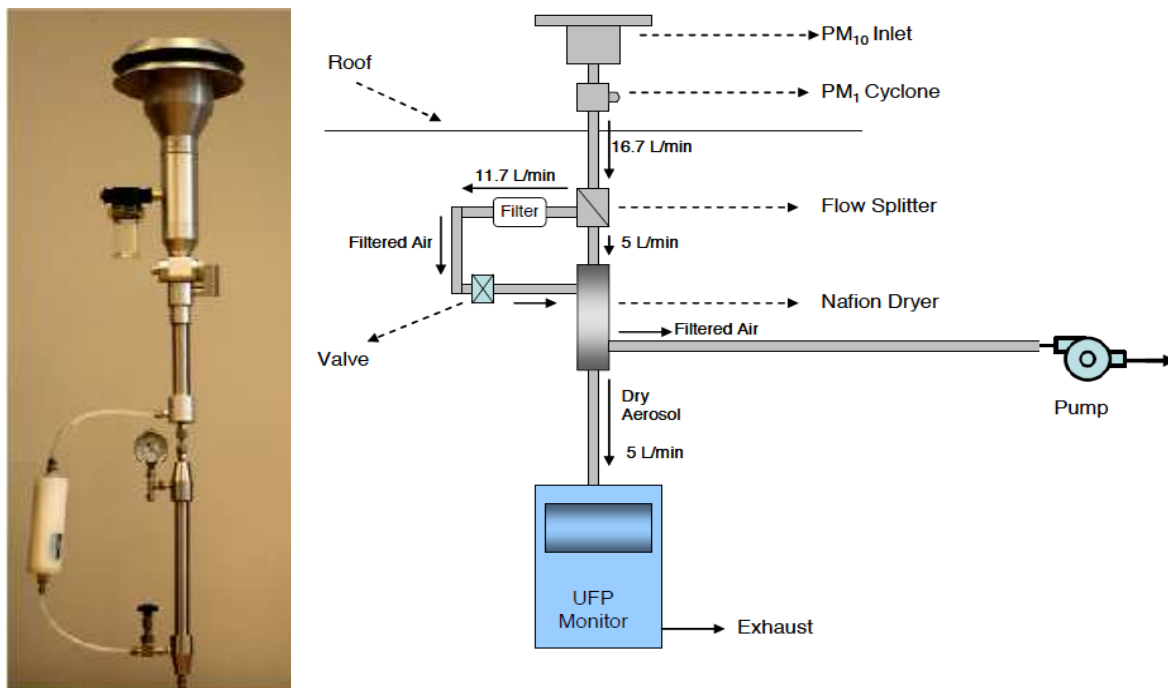 PM10 Inlet
Roof
PM1 Cyclone
16.7 L/min
11.7 L/min
Filter
Flow Splitter
Filtered Air
5 L/min
Nafion Dryer
Filtered Air
Valve
Dry
Aerosol
Pump
5 L/min
UFP
Monitor
Exhaust